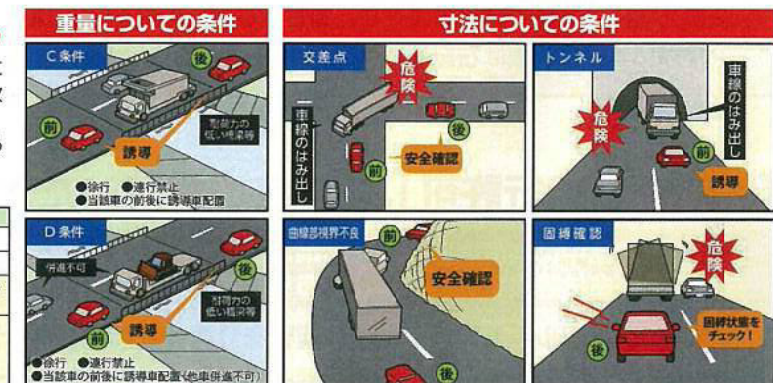 重量についての条件
C条件
後
前
誘導
耐荷力の
低い橋梁等
●徐行 ●連行禁止
●当該車の前後に誘導車配置
D条件
併進不可
後
前
誘導
耐荷力の
低い橋梁等
●徐行 ●連行禁止
●当該車の前後に誘導車配置(他車併進不可)
寸法についての条件
交差点
危険
車線のはみ出し
後
前
安全確認
トンネル
車線のはみ出し
危険
前
誘導
曲線部視界不良
前
安全確認
後
固縛確認
危険
固縛状態を
チェック!
後